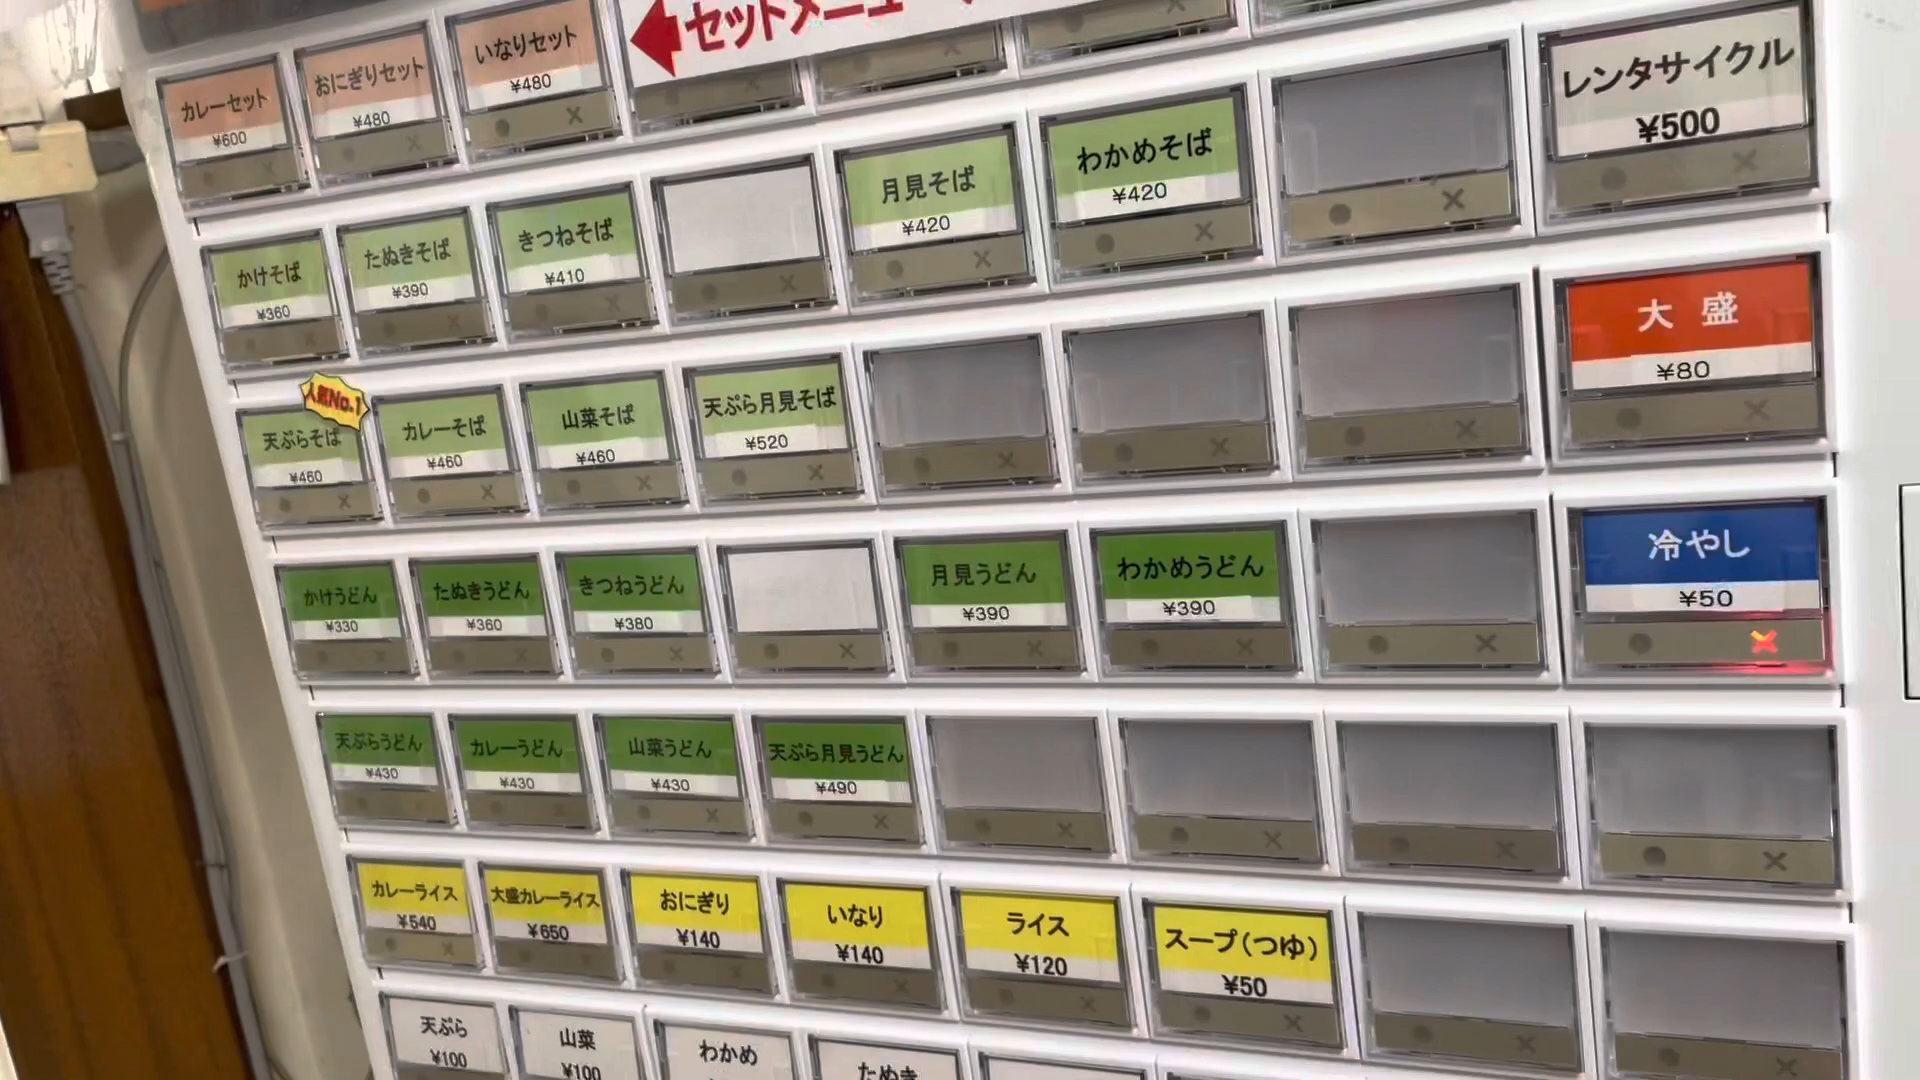 ←セットメニュー
カレーセット
¥600
おにぎりセット
¥480
いなりセット
¥480
レンタサイクル
¥500
かけそば
¥360
たぬきそば
¥390
きつねそば
¥410
月見そば
¥420
わかめそば
¥420
大盛
¥80
人気No.1
天ぷらそば
¥460
カレーそば
¥460
山菜そば
¥460
天ぷら月見そば
¥520
冷やし
¥50
かけうどん
¥330
たぬきうどん
¥360
きつねうどん
¥380
月見うどん
¥390
わかめうどん
¥390
天ぷらうどん
¥430
カレーうどん
¥430
山菜うどん
¥430
天ぷら月見うどん
¥490
カレーライス
¥540
大盛カレーライス
¥650
おにぎり
¥140
いなり
¥140
ライス
¥120
スープ(つゆ)
¥50
天ぷら
¥100
山菜
¥100
わかめ
たぬき